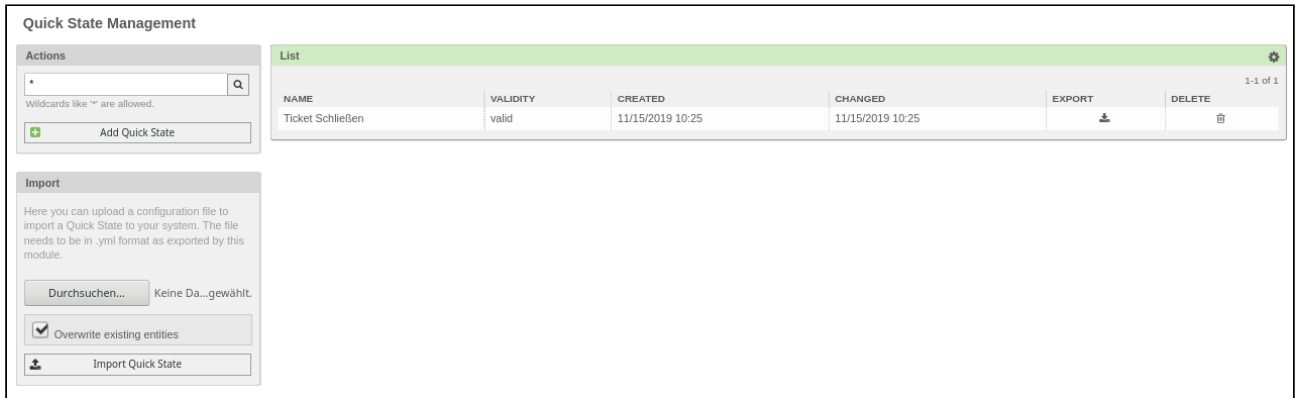 Quick State Management
Actions
*
Wildcards like '*' are allowed.
Add Quick State
Import
Here you can upload a configuration file to
import a Quick State to your system. The file
needs to be in .yml format as exported by this
module.
Durchsuchen... Keine Da...gewählt.
Overwrite existing entities
Import Quick State
List
1-1 of 1
NAME VALIDITY CREATED CHANGED EXPORT DELETE
Ticket Schließen valid 11/15/2019 10:25 11/15/2019 10:25